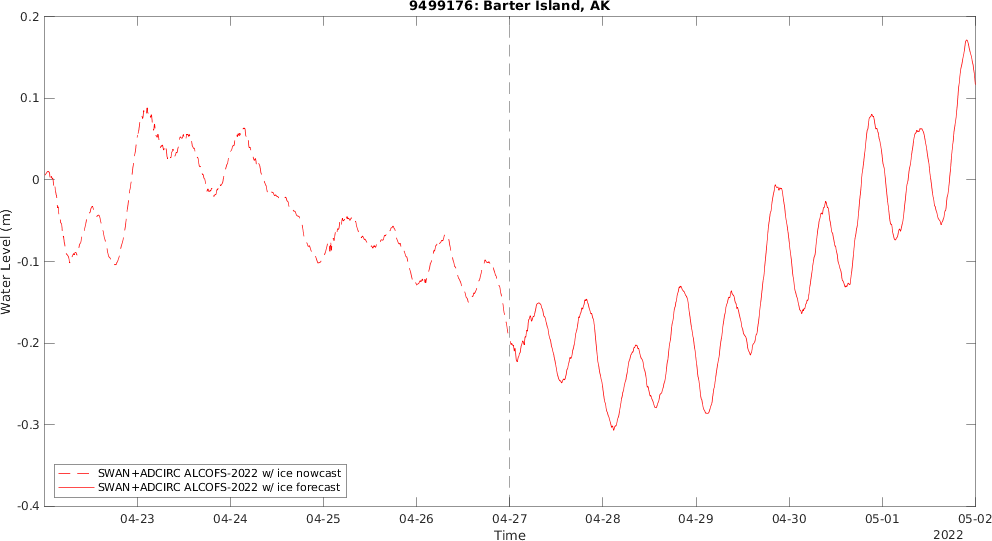 9499176: Barter Island, AK
0.2
0.1
0
-0.1
-0.2
-0.3
-0.4
Water Level (m)
SWAN+ADCIRC ALCOFS-2022 w/ ice nowcast
SWAN+ADCIRC ALCOFS-2022 w/ ice forecast
04-23 04-24 04-25 04-26 04-27 04-28 04-29 04-30 05-01 05-02
Time
2022